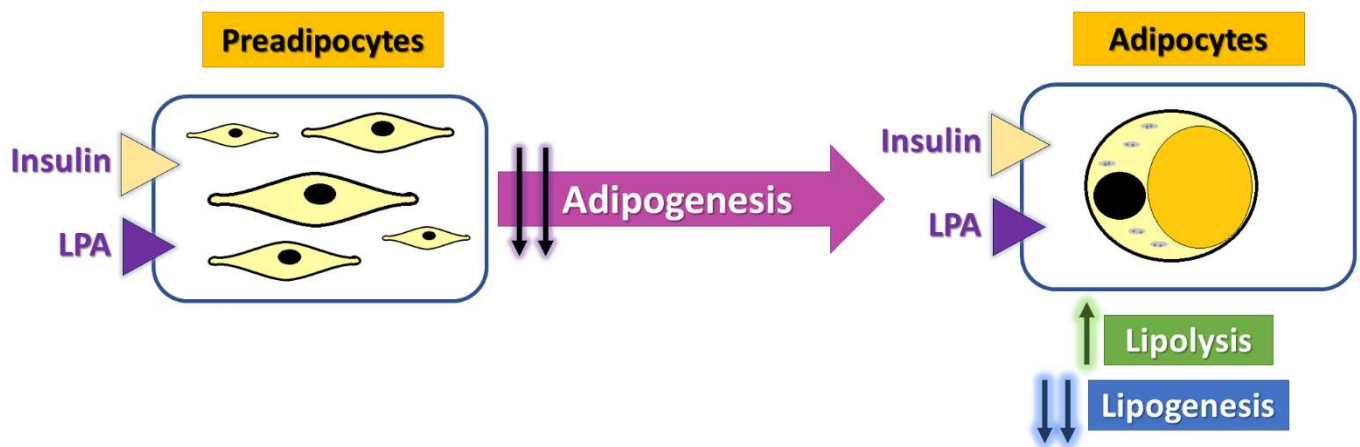 Preadipocytes
Insulin
LPA
Adipogenesis
Adipocytes
Insulin
LPA
Lipolysis
Lipogenesis